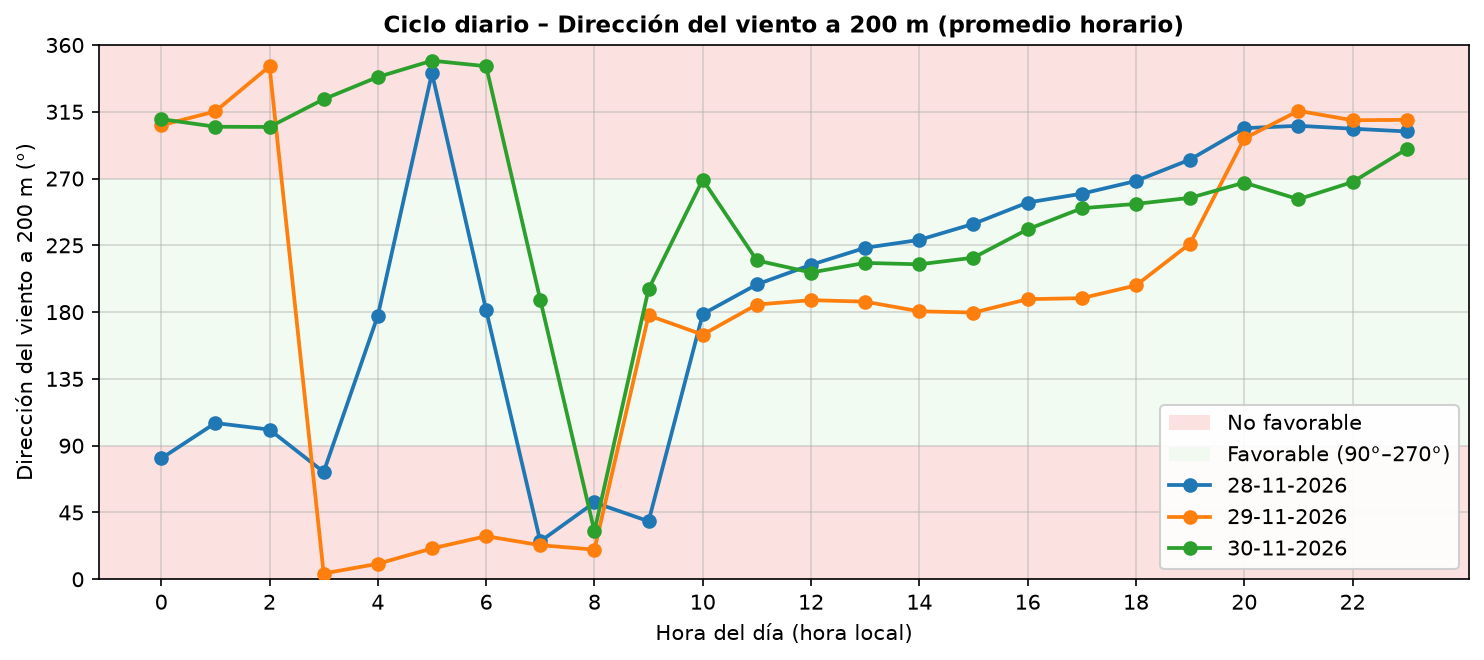 Ciclo diario – Dirección del viento a 200 m (promedio horario)
Dirección del viento a 200 m (°)
360
315
270
225
180
135
90
45
0
No favorable
Favorable (90°–270°)
28-11-2026
29-11-2026
30-11-2026
0 2 4 6 8 10 12 14 16 18 20 22
Hora del día (hora local)